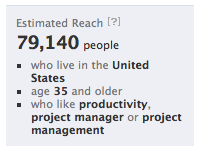 Estimated Reach [?]
79,140 people
▪ who live in the United
States
▪ age 35 and older
▪ who like productivity,
project manager or project
management